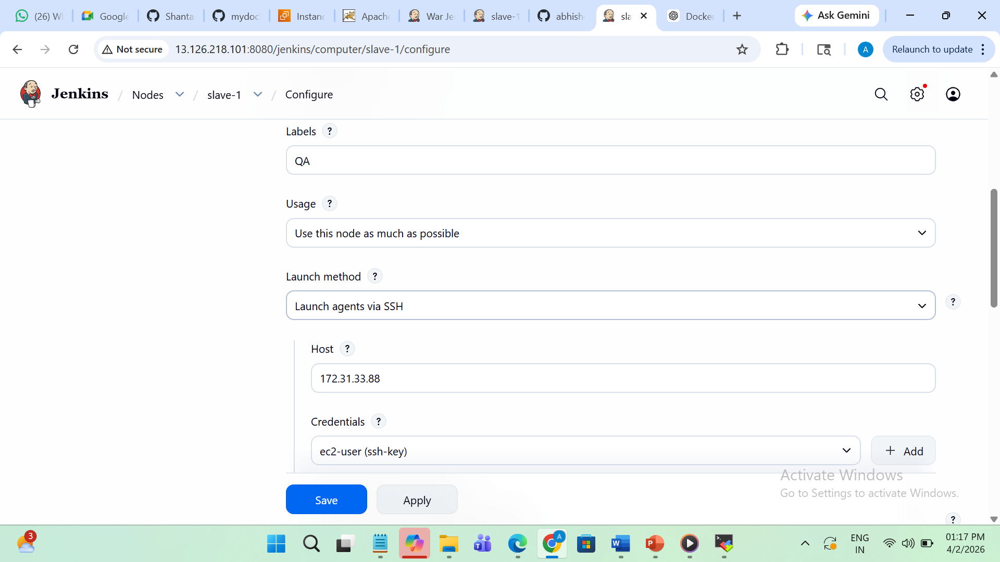 (26) W
Google
Shanta
mydoc
Instanc
Apache
War Je
slave-1
abhish
sla
Docker
Ask Gemini
Not secure
13.126.218.101:8080/jenkins/computer/slave-1/configure
A
Relaunch to update
Jenkins / Nodes / slave-1 / Configure
Labels ?
QA
Usage ?
Use this node as much as possible
Launch method ?
Launch agents via SSH
?
Host ?
172.31.33.88
Credentials ?
ec2-user (ssh-key)
+ Add
Activate Windows
Go to Settings to activate Windows.
Save
Apply
?
3
A
ENG
IN
01:17 PM
4/2/2026